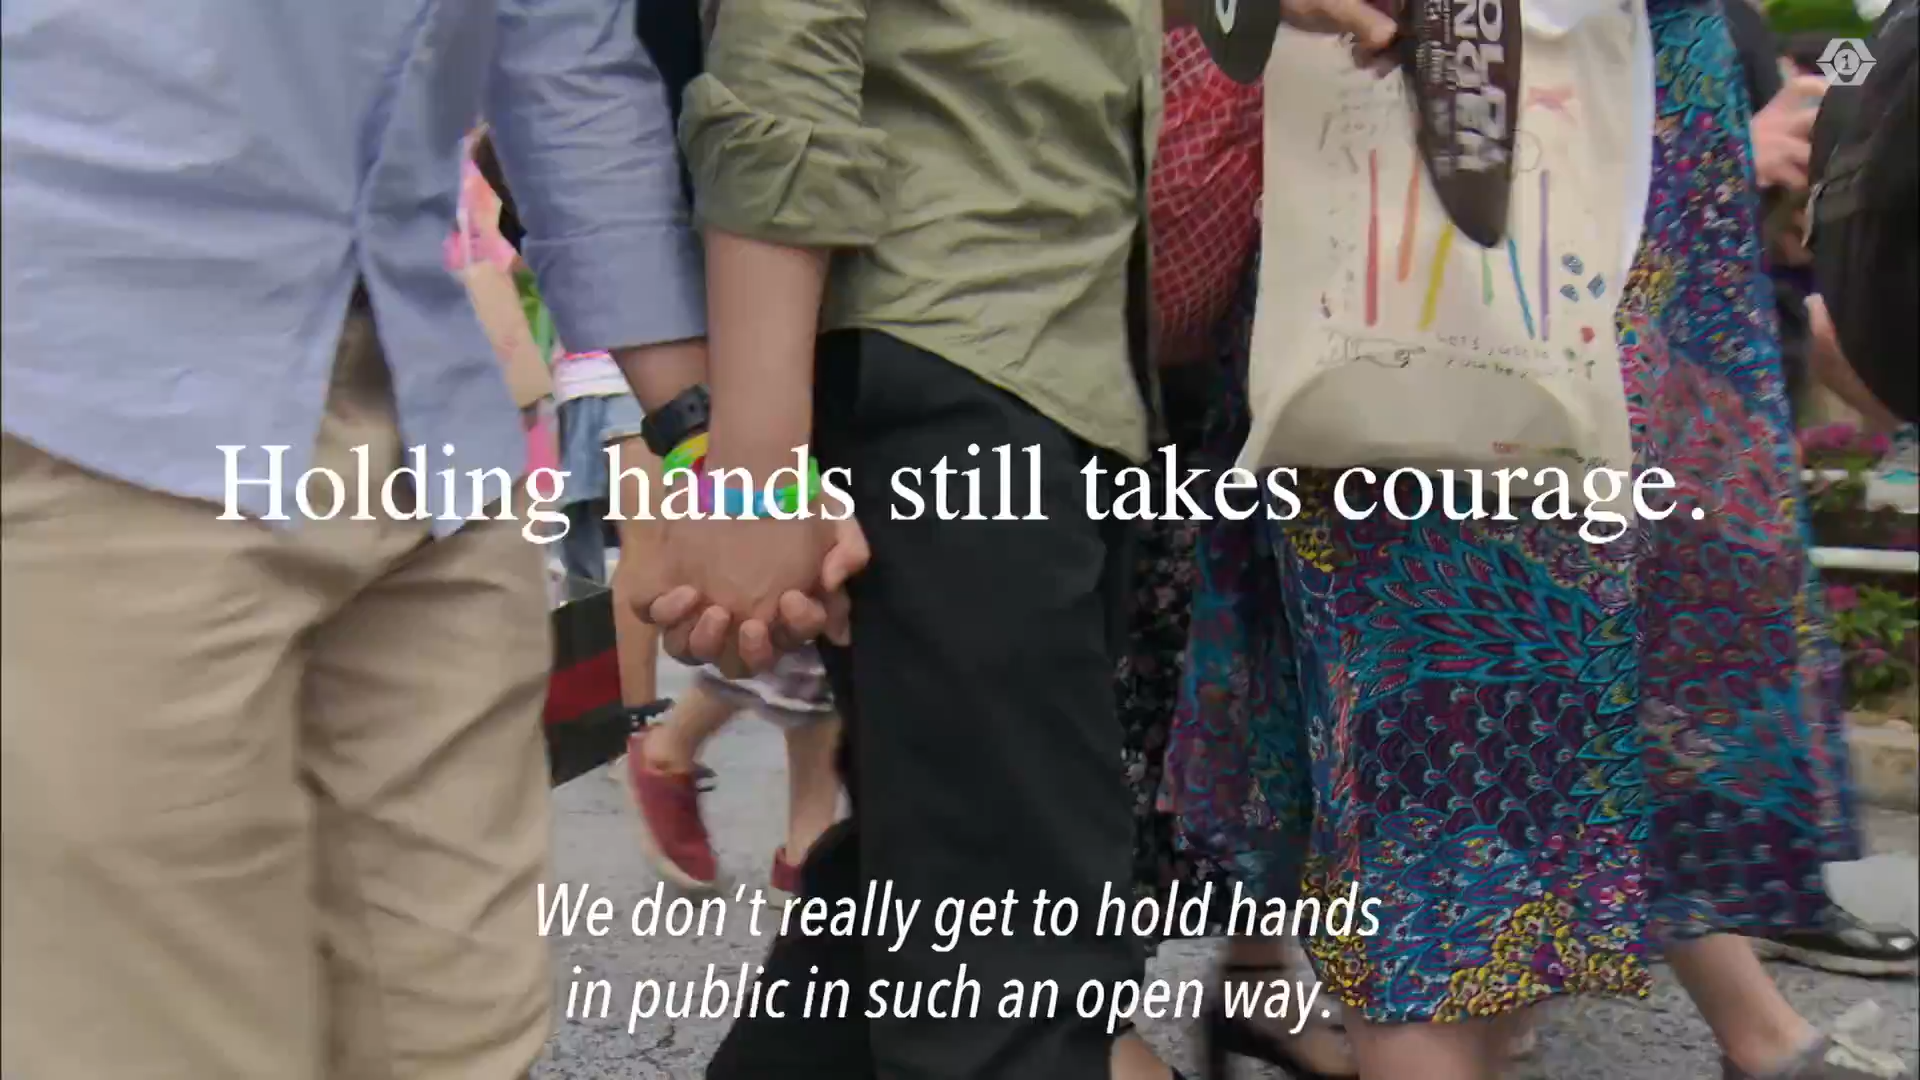 Holding hands still takes courage.
We don't really get to hold hands
in public in such an open way.